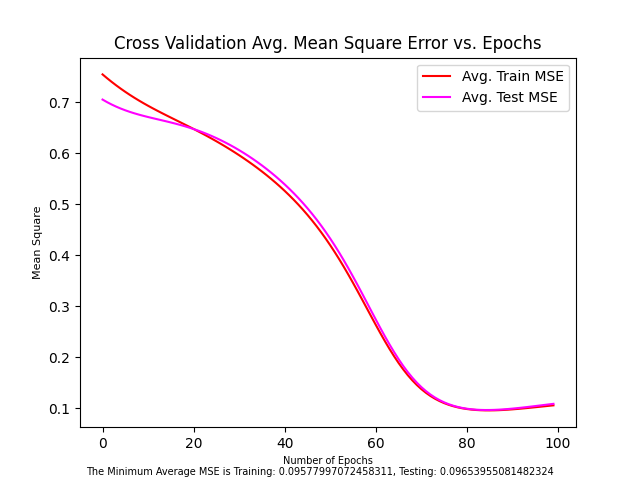 Cross Validation Avg. Mean Square Error vs. Epochs
Avg. Train MSE
Avg. Test MSE
Mean Square
0.7
0.6
0.5
0.4
0.3
0.2
0.1
0 20 40 60 80 100
Number of Epochs
The Minimum Average MSE is Training: 0.09577997072458311, Testing: 0.09653955081482324